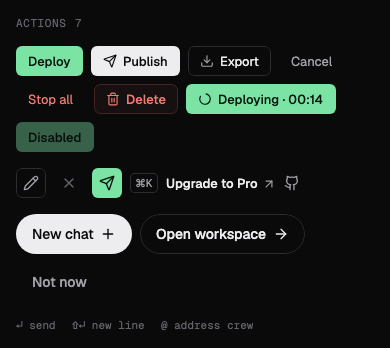 ACTIONS 7
Deploy Publish Export Cancel
Stop all Delete Deploying · 00:14
Disabled
⌘K Upgrade to Pro ↗
New chat + Open workspace →
Not now
↵ send ⇧↵ new line @ address crew